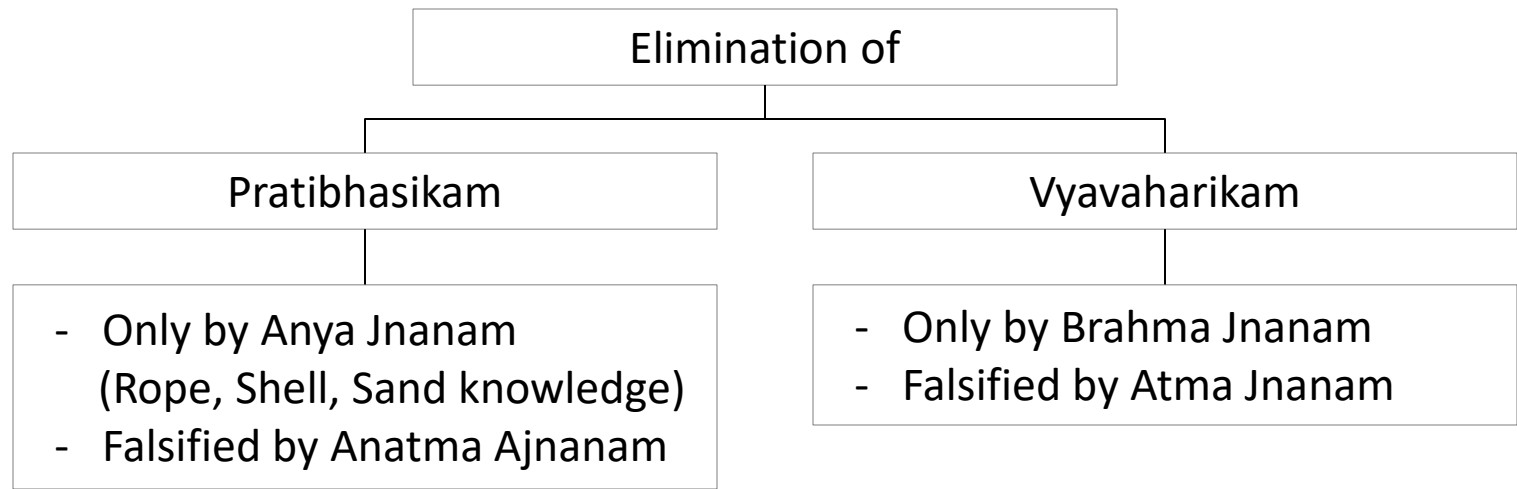 Elimination of
Pratibhasikam
Vyavaharikam
- Only by Anya Jnanam
(Rope, Shell, Sand knowledge)
- Falsified by Anatma Ajnanam
- Only by Brahma Jnanam
- Falsified by Atma Jnanam